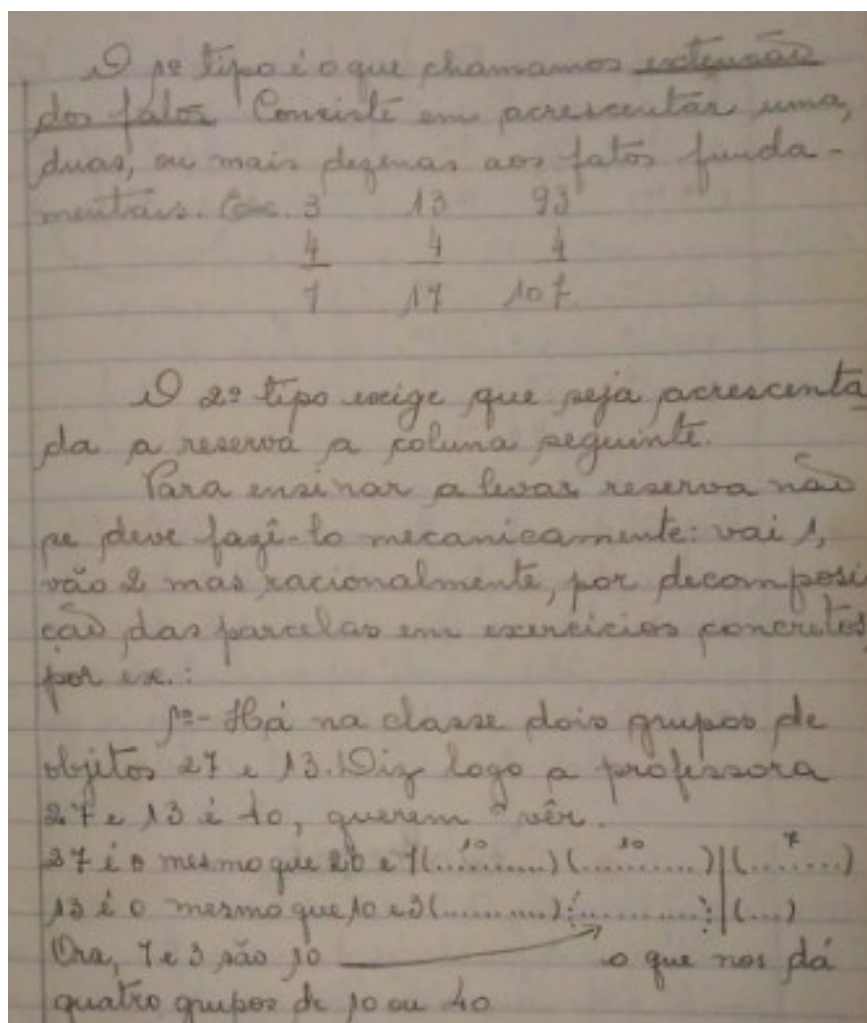 O 1º tipo é o que chamamos extensão
dos fatos Consiste em acrescentar uma,
duas, ou mais dezenas aos fatos funda-
mentais. Ex. 3 13 93
4 4 4
7 17 107
O 2º tipo exige que seja acrescenta
da a reserva a coluna seguinte.
Para ensinar a levar reserva não
se deve fazê-lo mecanicamente: vai 1,
vão 2 mas racionalmente, por decomposi
ção das parcelas em exercícios concretos,
por ex.:
1º- Há na classe dois grupos de
objetos 27 e 13. Diz logo a professora
27 e 13 é 40, querem vêr.
27 é o mesmo que 20 e 7 (....10....) (....10....) | (....7....)
13 é o mesmo que 10 e 3 (..........) (..........) | (...)
Ora, 7 e 3 são 10 o que nos dá
quatro grupos de 10 ou 40